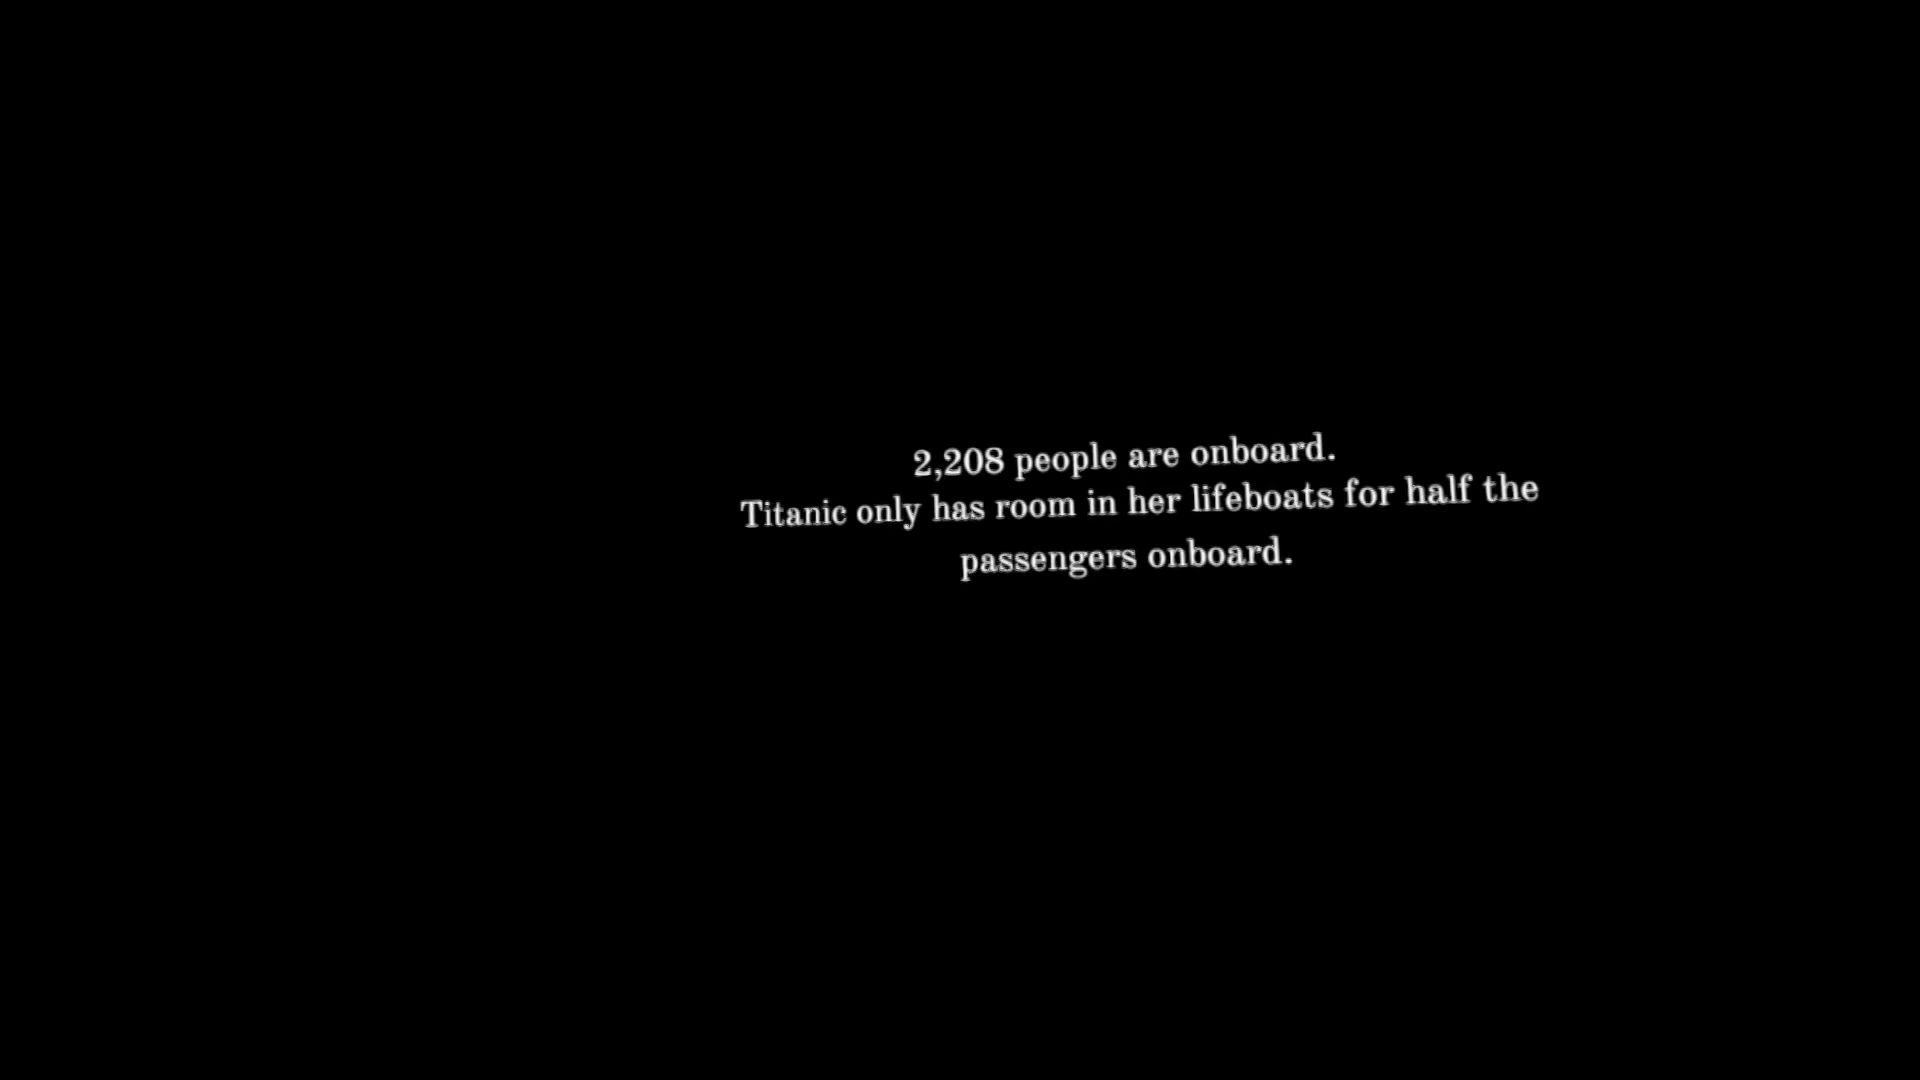 2,208 people are onboard.
Titanic only has room in her lifeboats for half the
passengers onboard.